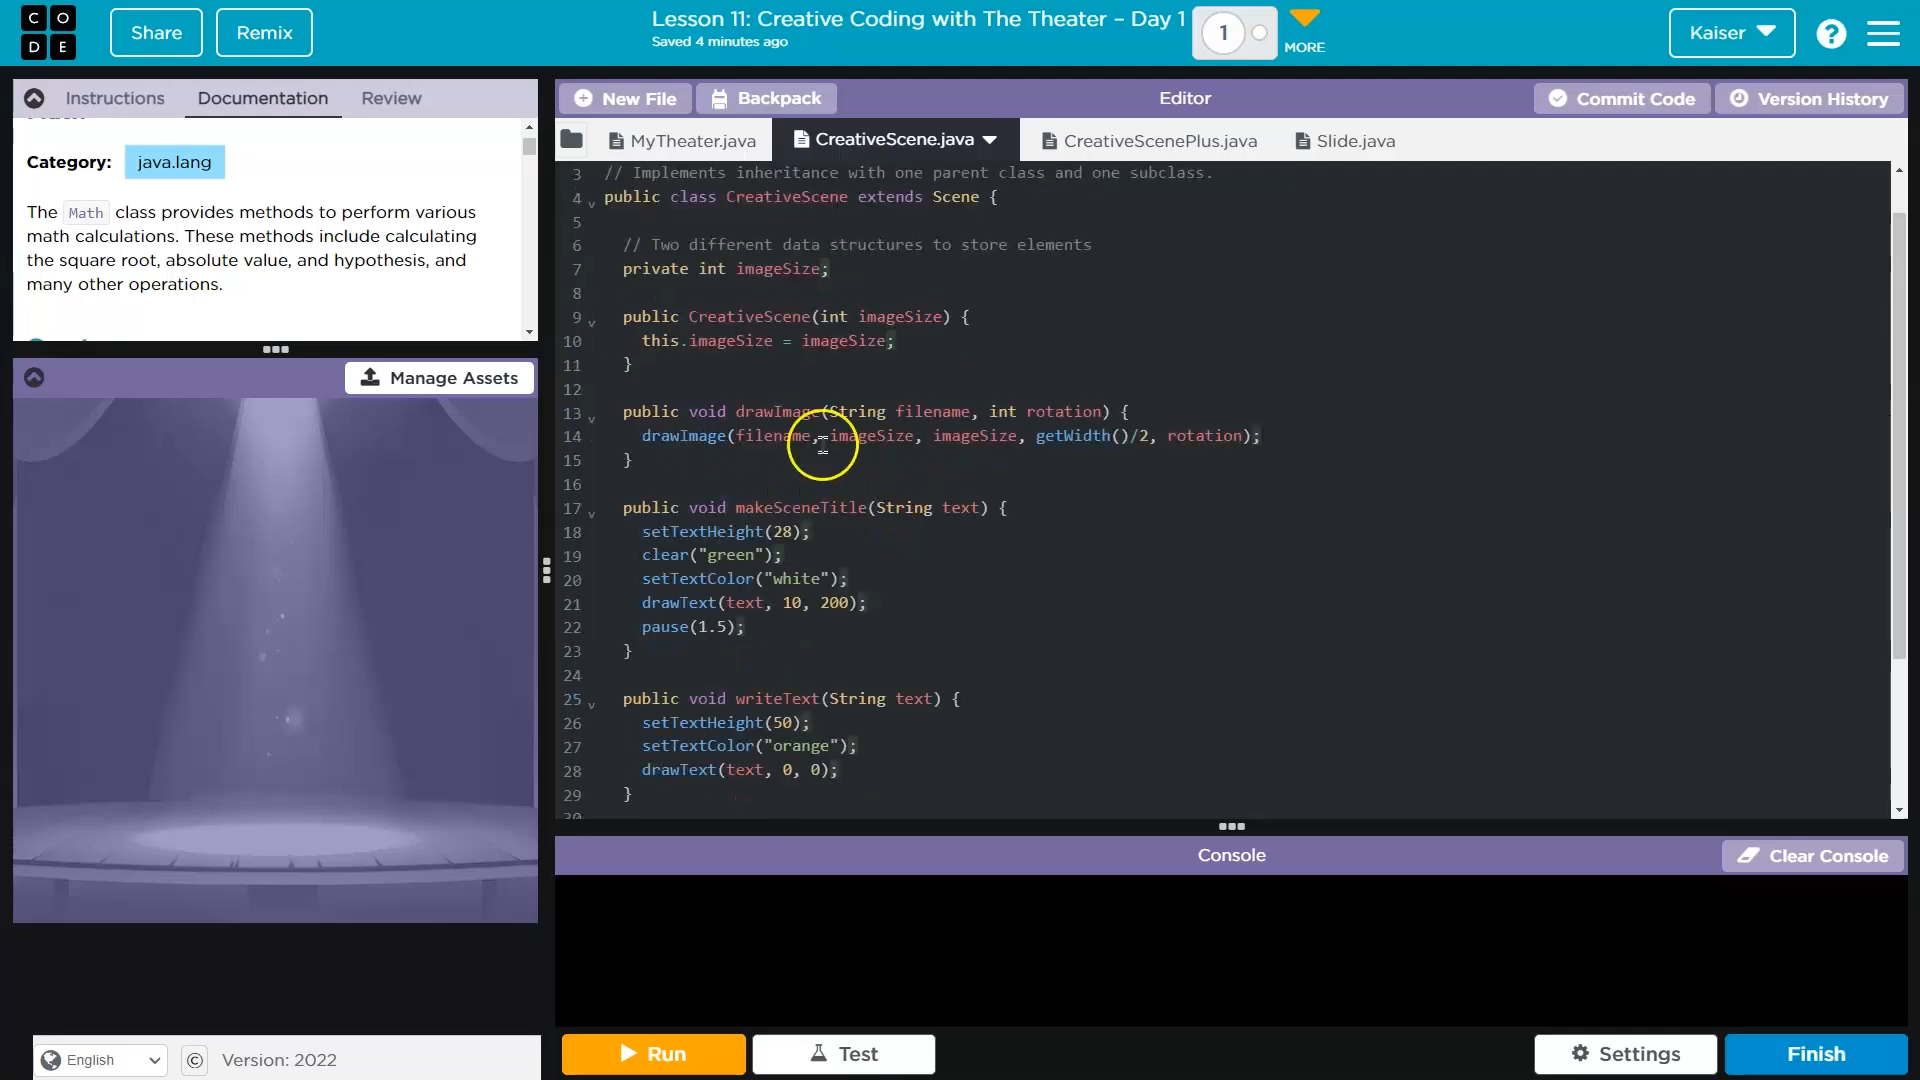 CODE
Share
Remix
Lesson 11: Creative Coding with The Theater – Day 1
Saved 4 minutes ago
1
MORE
Kaiser
?
Instructions
Documentation
Review
Category: java.lang
The Math class provides methods to perform various
math calculations. These methods include calculating
the square root, absolute value, and hypothesis, and
many other operations.
Manage Assets
New File
Backpack
Editor
Commit Code
Version History
MyTheater.java
CreativeScene.java
CreativeScenePlus.java
Slide.java
3 // Implements inheritance with one parent class and one subclass.
4 public class CreativeScene extends Scene {
5
6 // Two different data structures to store elements
7 private int imageSize;
8
9 public CreativeScene(int imageSize) {
10 this.imageSize = imageSize;
11 }
12
13 public void drawImage(String filename, int rotation) {
14 drawImage(filename, imageSize, imageSize, getWidth()/2, rotation);
15 }
16
17 public void makeSceneTitle(String text) {
18 setTextHeight(28);
19 clear("green");
20 setTextColor("white");
21 drawText(text, 10, 200);
22 pause(1.5);
23 }
24
25 public void writeText(String text) {
26 setTextHeight(50);
27 setTextColor("orange");
28 drawText(text, 0, 0);
29 }
30
Console
Clear Console
English
©
Version: 2022
Run
Test
Settings
Finish